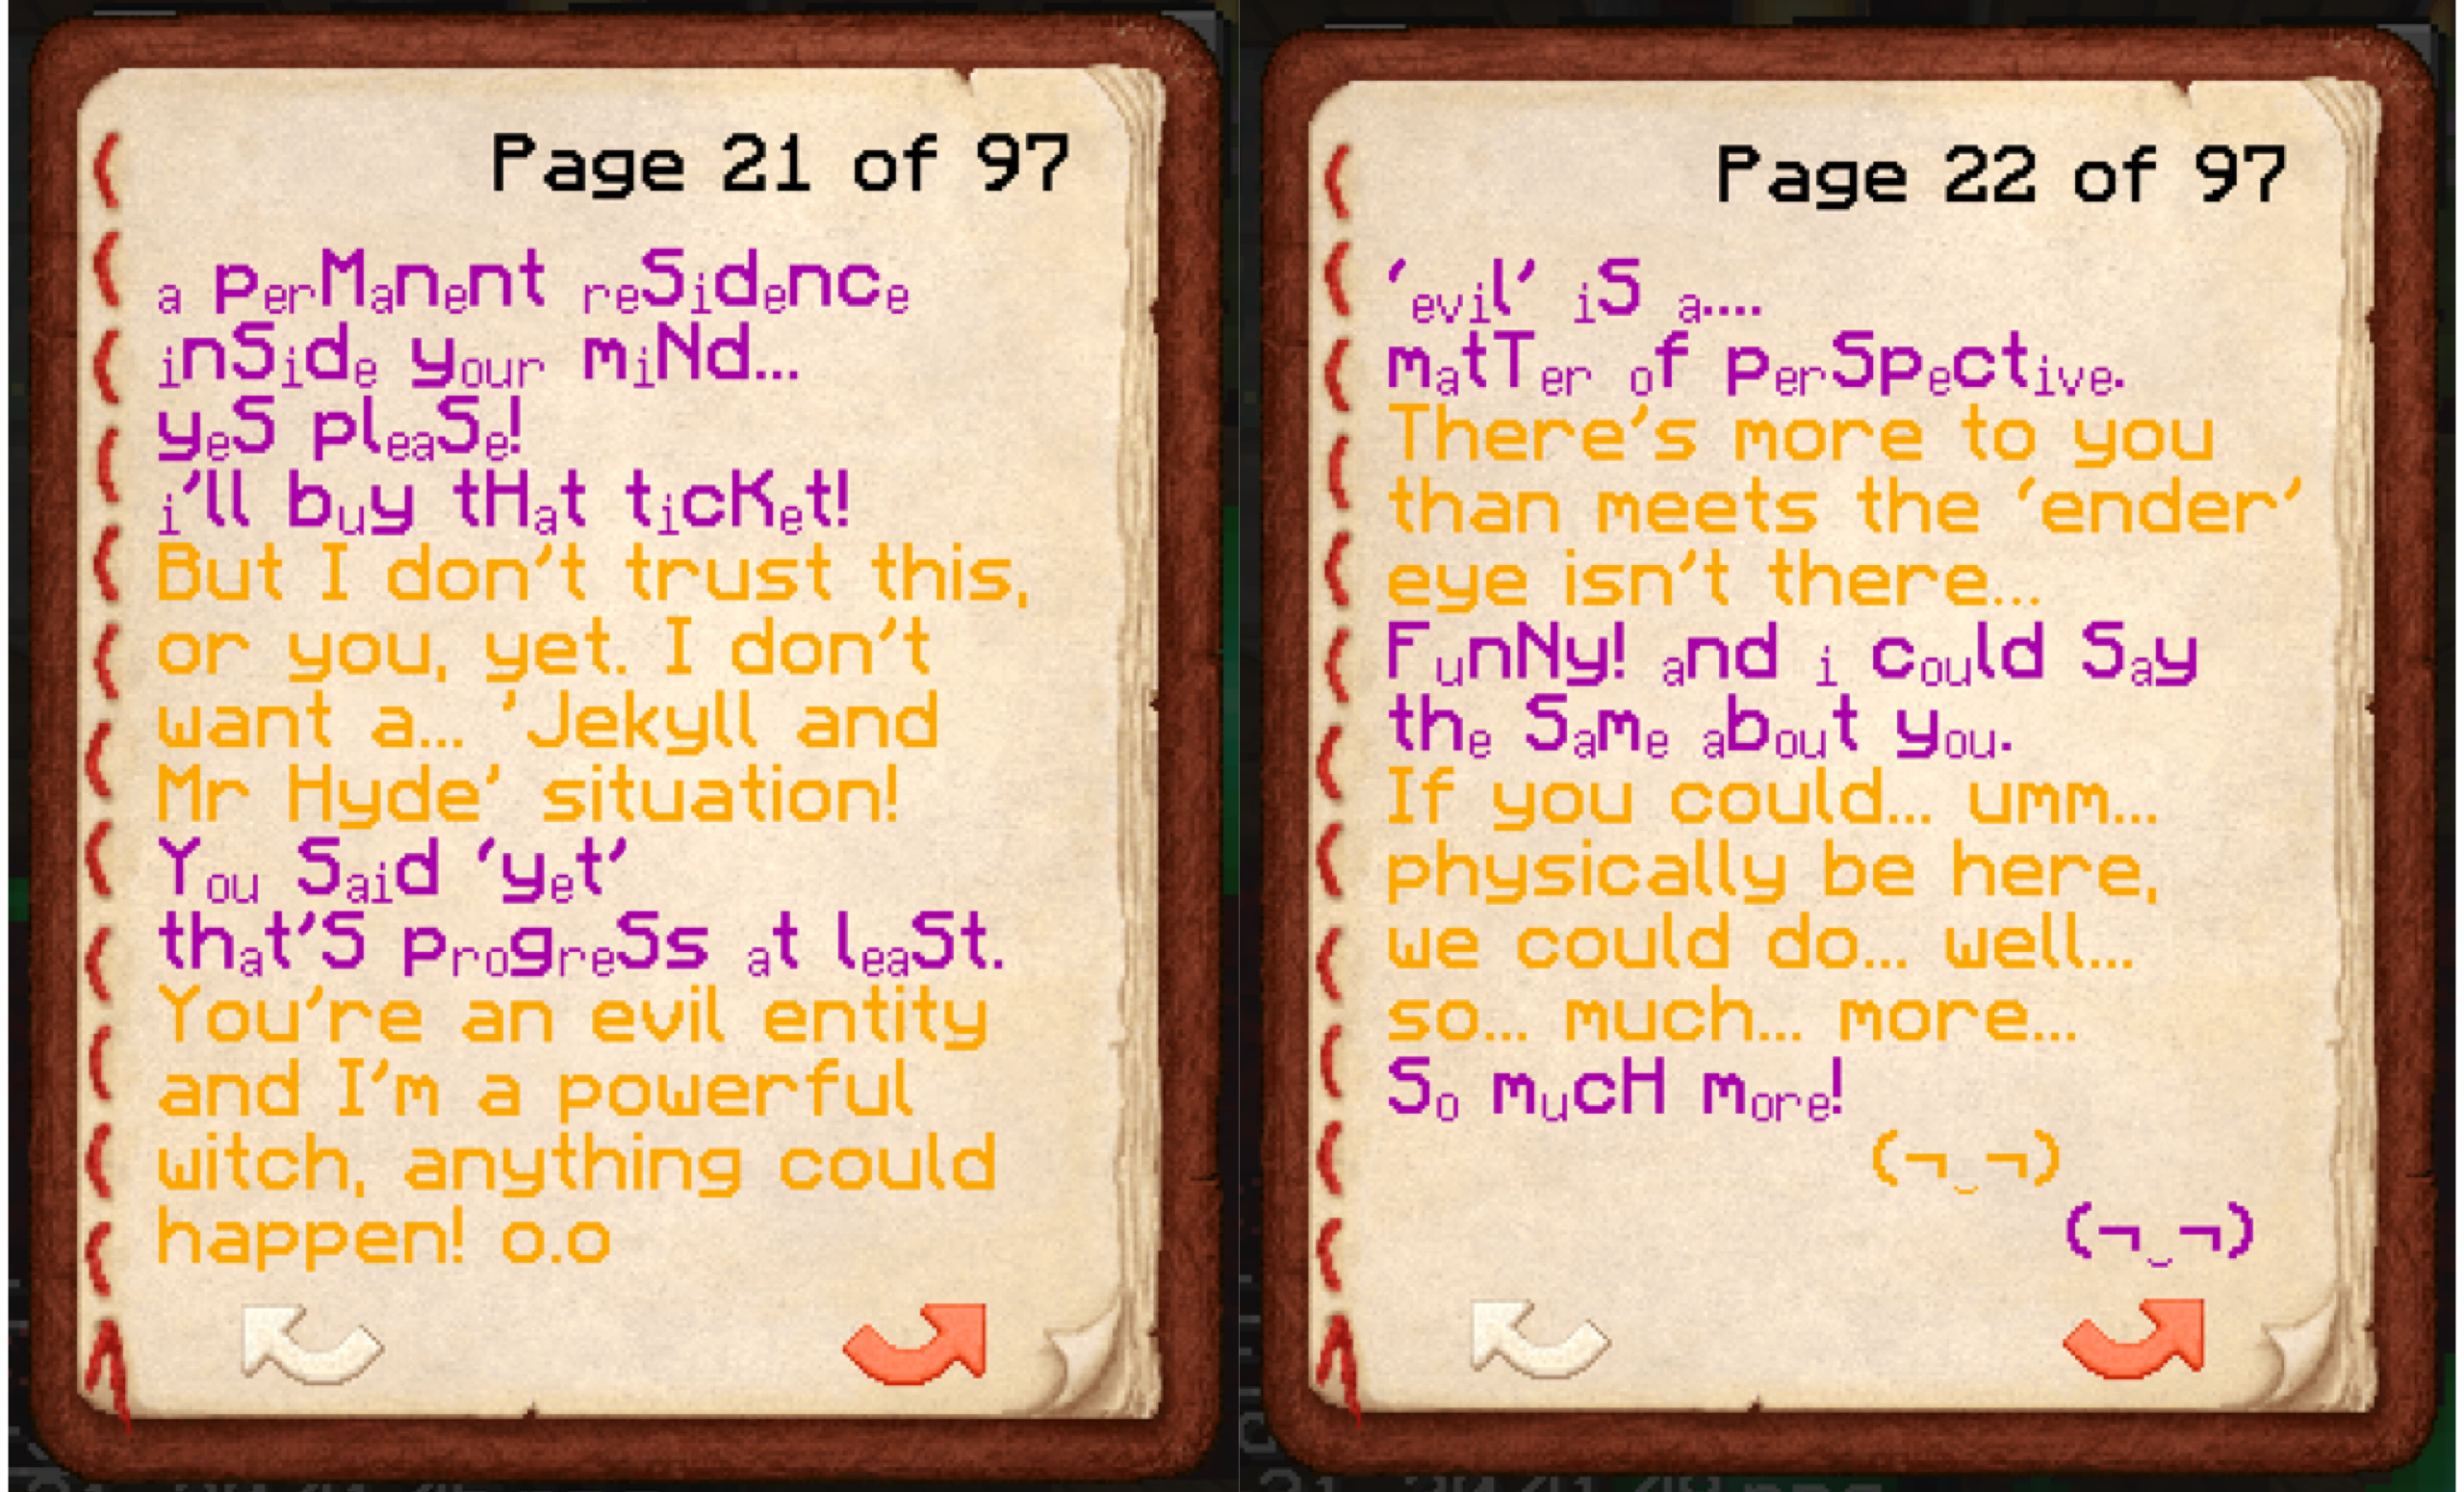 Page 21 of 97
ₐ pₑᵣMₐnₑnt ᵣₑSᵢdₑncₑ
ᵢnSᵢdₑ yₒᵤᵣ mᵢNd...
yₑS plₑₐSₑ!
ᵢ'll bᵤy tHₐt tᵢcKₑt!
But I don't trust this,
or you, yet. I don't
want a... 'Jekyll and
Mr Hyde' situation!
Yₒᵤ Sₐᵢd 'yₑt'
thₐt'S pᵣₒgᵣₑSs ₐt lₑₐSt.
You're an evil entity
and I'm a powerful
witch, anything could
happen! o.o
Page 22 of 97
'ₑᵥᵢl' ᵢS ₐ....
mₐtTₑᵣ ₒf pₑᵣSpₑctᵢᵥₑ.
There's more to you
than meets the 'ender'
eye isn't there...
FᵤnNy! ₐnd ᵢ cₒᵤld Sₐy
thₑ Sₐmₑ ₐbₒᵤt yₒᵤ.
If you could... umm...
physically be here,
we could do... well...
so... much... more...
Sₒ mᵤcH mₒᵣₑ!
(¬‿¬)
(¬‿¬)